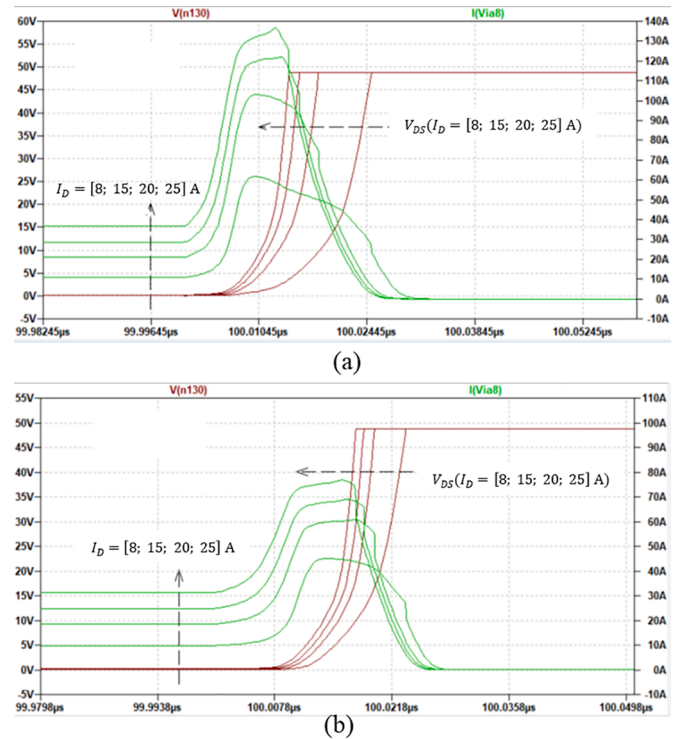 V(n130) I(Via8)
60V 140A
55V 130A
50V 120A
45V 110A
40V 100A
35V 90A
30V 80A
25V 70A
20V 60A
15V 50A
10V 40A
5V 30A
0V 20A
-5V 10A
0A
-10A
V_DS(I_D = [8; 15; 20; 25] A)
I_D = [8; 15; 20; 25] A
99.98245µs 99.99645µs 100.01045µs 100.02445µs 100.03845µs 100.05245µs
(a)
V(n130) I(Via8)
55V 110A
50V 100A
45V 90A
40V 80A
35V 70A
30V 60A
25V 50A
20V 40A
15V 30A
10V 20A
5V 10A
0V 0A
-5V -10A
V_DS(I_D = [8; 15; 20; 25] A)
I_D = [8; 15; 20; 25] A
99.9798µs 99.9938µs 100.0078µs 100.0218µs 100.0358µs 100.0498µs
(b)